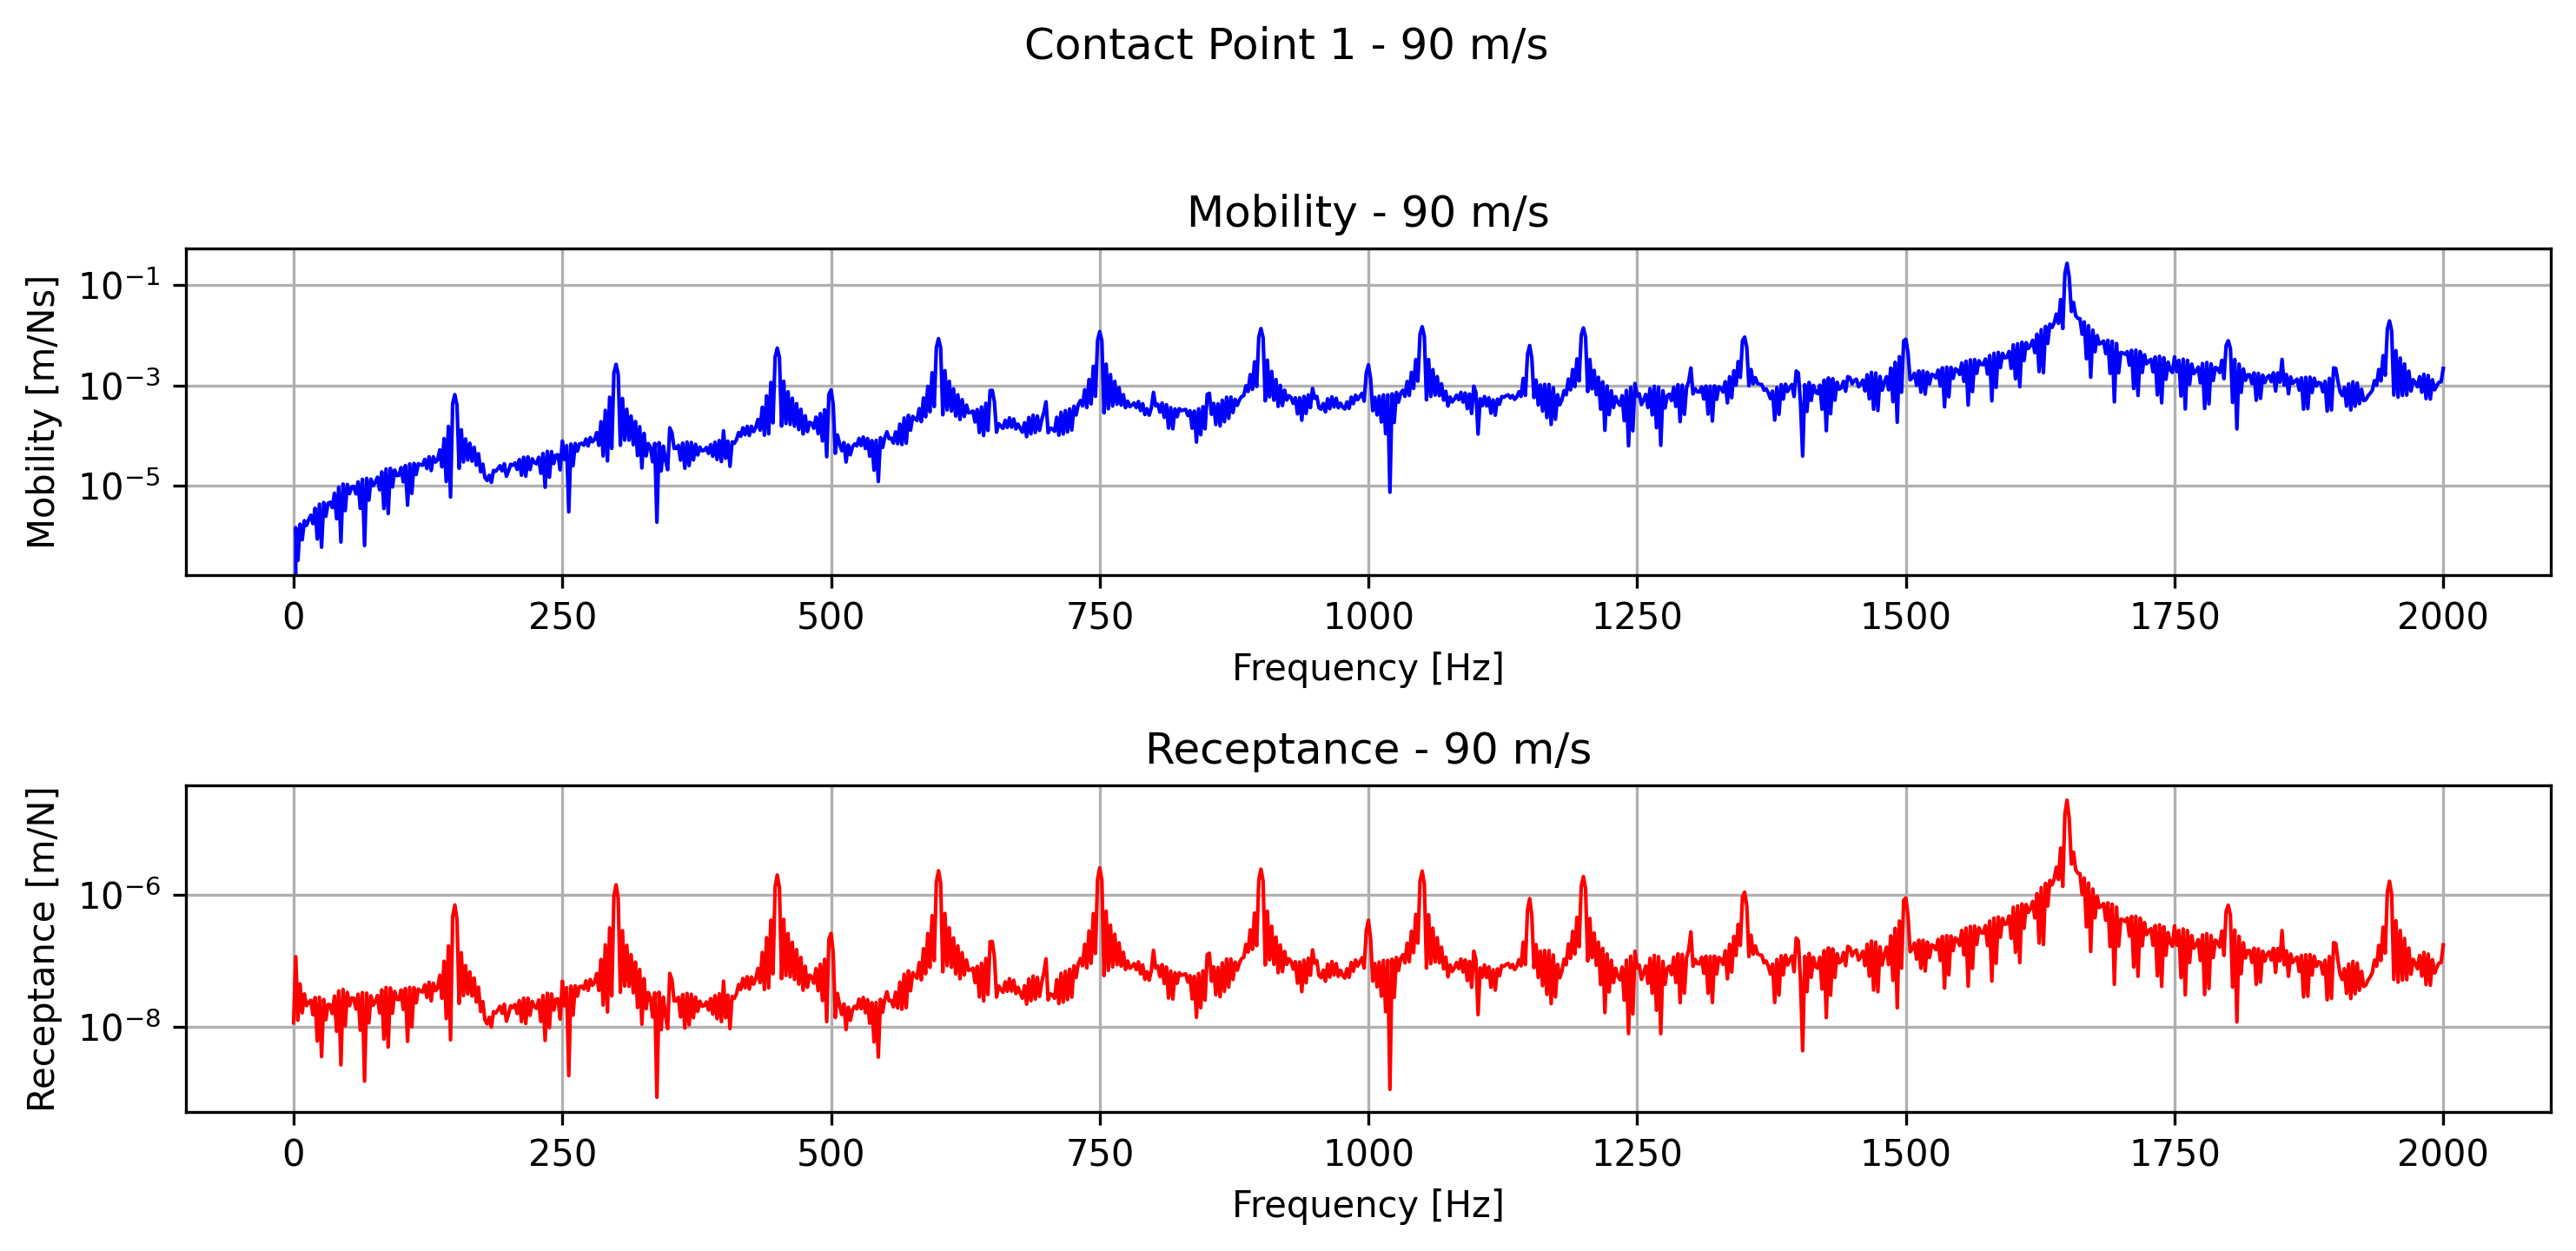 Contact Point 1 - 90 m/s
Mobility - 90 m/s
Mobility [m/Ns]
10⁻¹
10⁻³
10⁻⁵
0 250 500 750 1000 1250 1500 1750 2000
Frequency [Hz]
Receptance - 90 m/s
Receptance [m/N]
10⁻⁶
10⁻⁸
0 250 500 750 1000 1250 1500 1750 2000
Frequency [Hz]